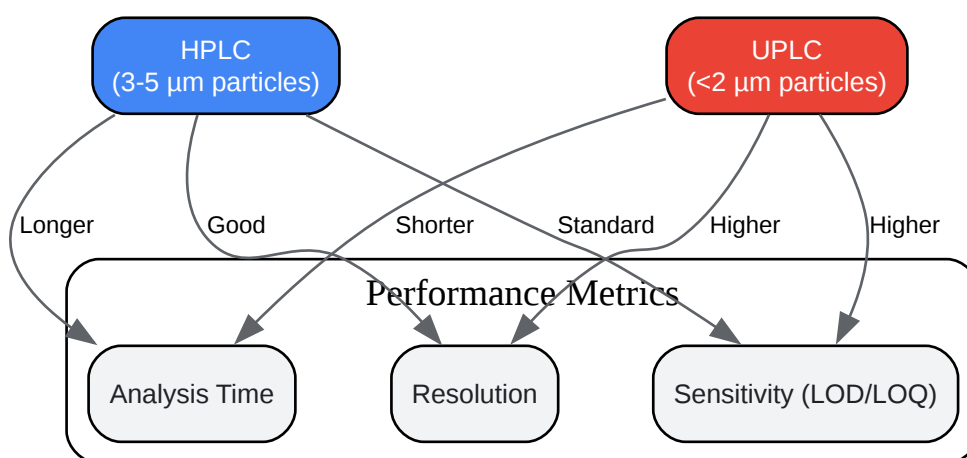 HPLC
(3-5 µm particles)
UPLC
(<2 µm particles)
Longer
Good
Shorter
Standard
Higher
Higher
Performance Metrics
Analysis Time
Resolution
Sensitivity (LOD/LOQ)